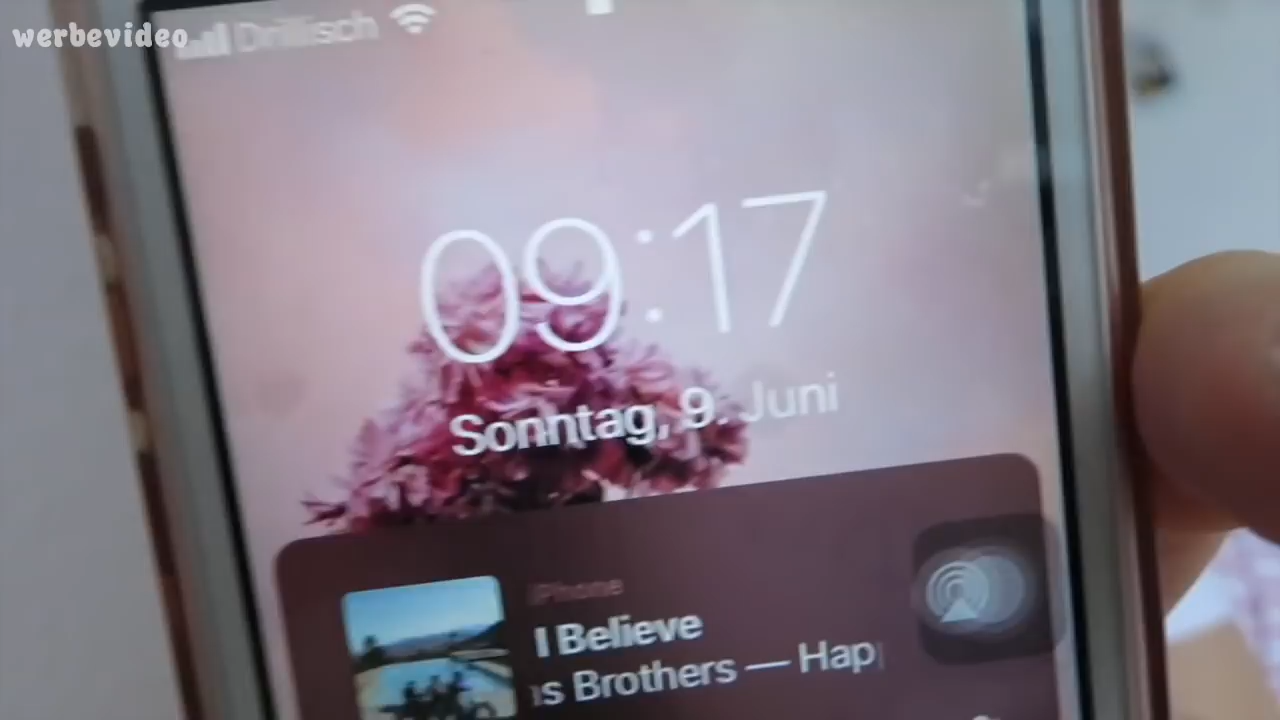 werbevideo
Drillisch
09:17
Sonntag, 9. Juni
iPhone
I Believe
s Brothers — Hap